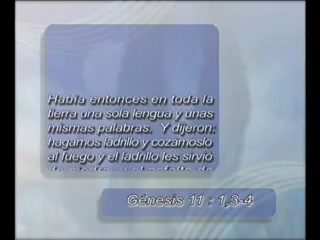 Había entonces en toda la
tierra una sola lengua y unas
mismas palabras. Y dijeron:
hagamos ladrillo y cozámoslo
al fuego y el ladrillo les sirvió
Génesis 11 : 1,3-4